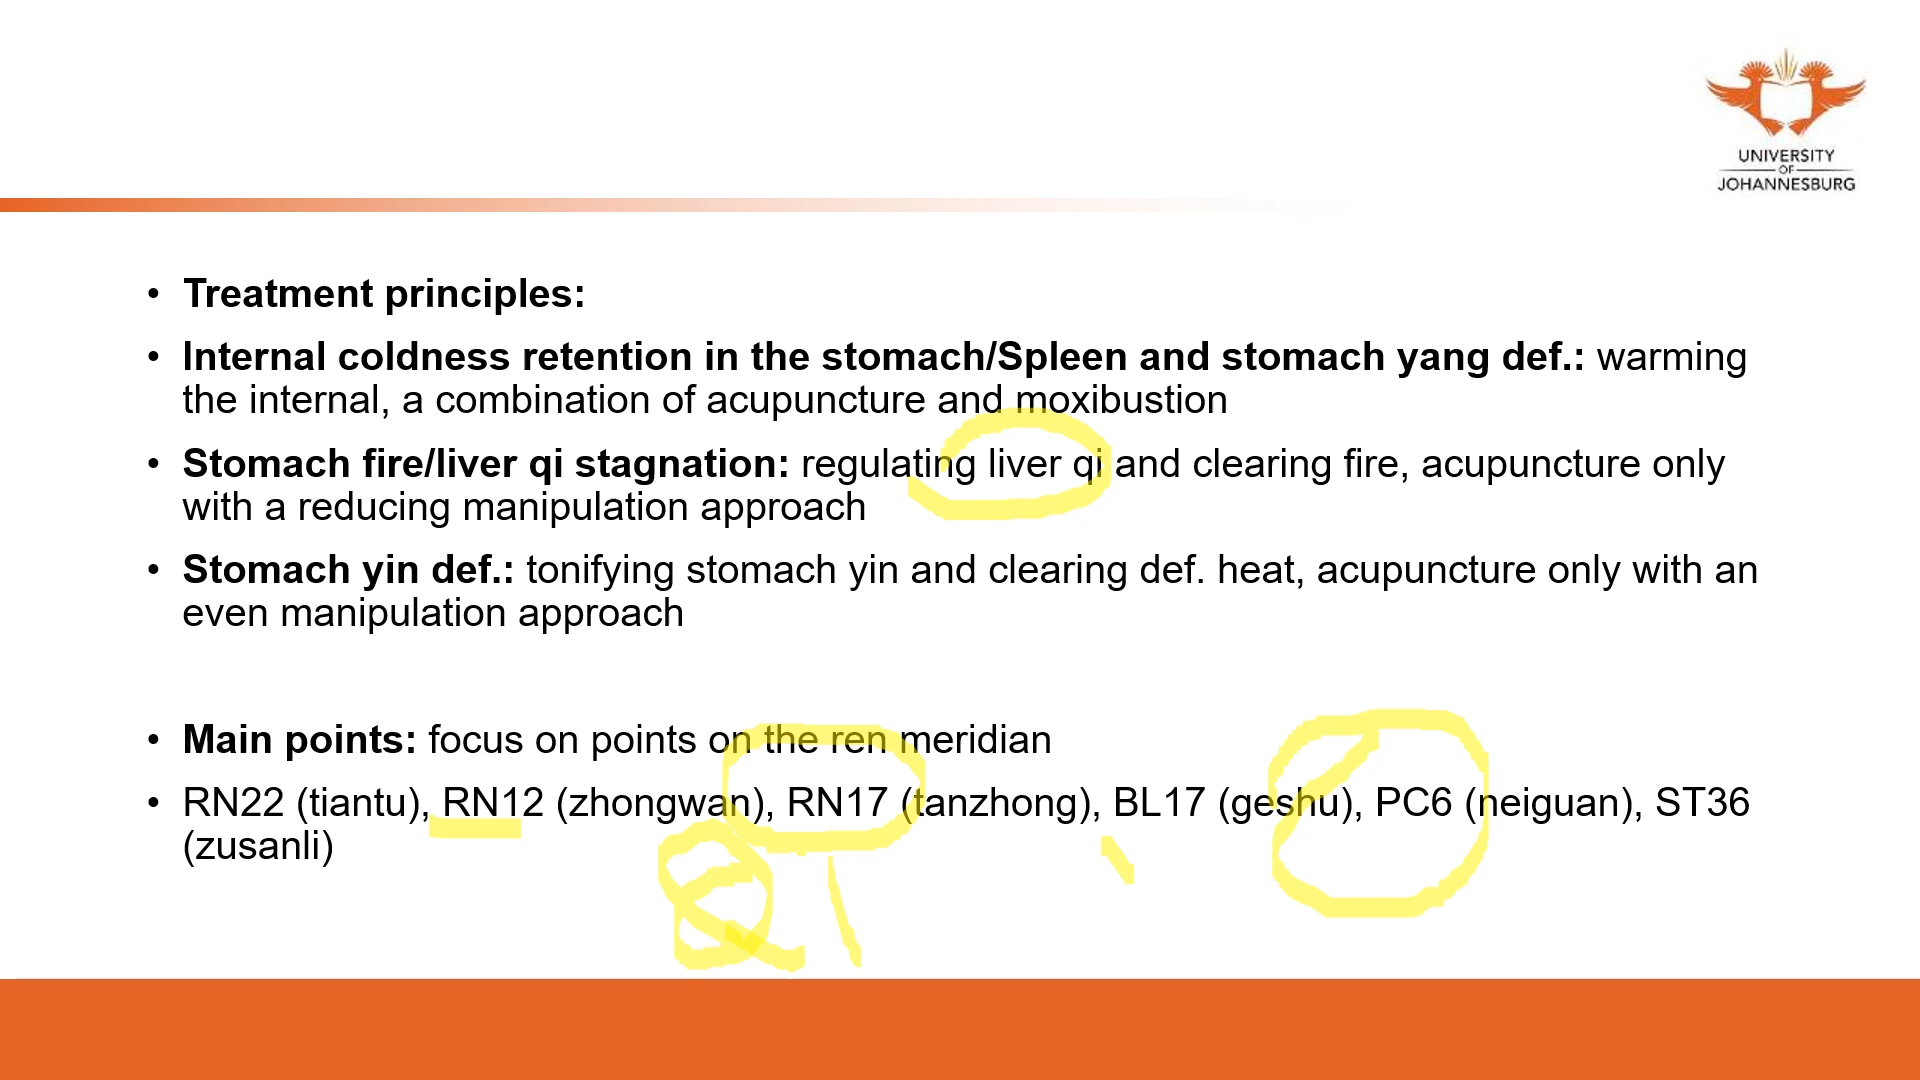 UNIVERSITY
OF
JOHANNESBURG
• Treatment principles:
• Internal coldness retention in the stomach/Spleen and stomach yang def.: warming
the internal, a combination of acupuncture and moxibustion
• Stomach fire/liver qi stagnation: regulating liver qi and clearing fire, acupuncture only
with a reducing manipulation approach
• Stomach yin def.: tonifying stomach yin and clearing def. heat, acupuncture only with an
even manipulation approach
• Main points: focus on points on the ren meridian
• RN22 (tiantu), RN12 (zhongwan), RN17 (tanzhong), BL17 (geshu), PC6 (neiguan), ST36
(zusanli)